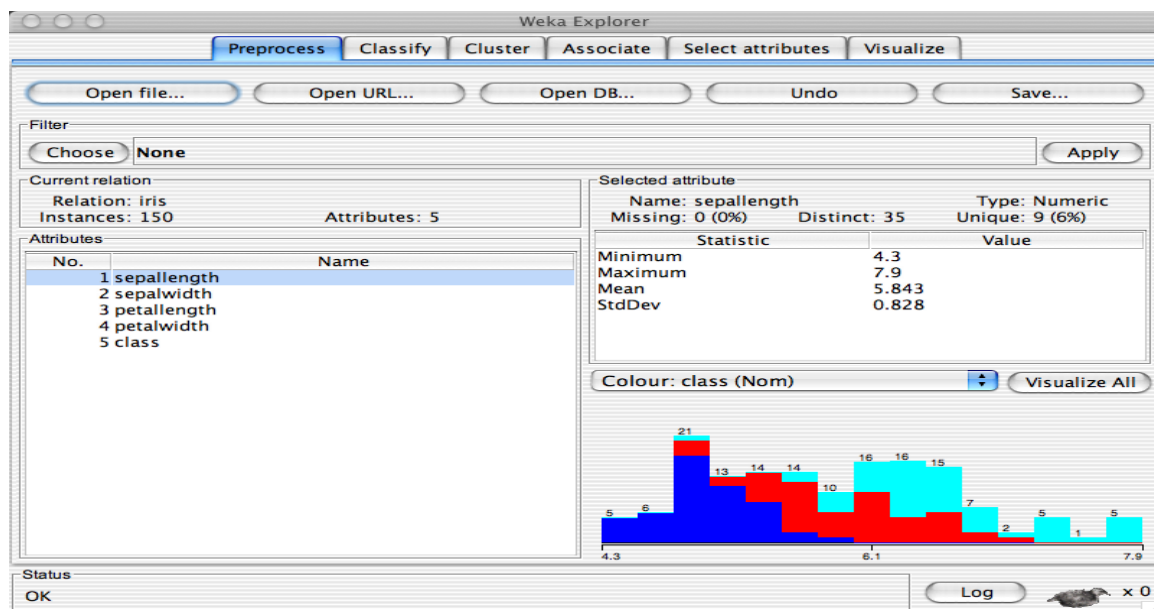 Weka Explorer
Preprocess Classify Cluster Associate Select attributes Visualize
Open file... Open URL... Open DB... Undo Save...
Filter
Choose None Apply
Current relation
Relation: iris
Instances: 150 Attributes: 5
Attributes
No. Name
1 sepallength
2 sepalwidth
3 petallength
4 petalwidth
5 class
Selected attribute
Name: sepallength Type: Numeric
Missing: 0 (0%) Distinct: 35 Unique: 9 (6%)
Statistic Value
Minimum 4.3
Maximum 7.9
Mean 5.843
StdDev 0.828
Colour: class (Nom) Visualize All
5 6 21 13 14 14 10 16 16 15 7 2 5 1 5
4.3 6.1 7.9
Status
OK
Log x 0